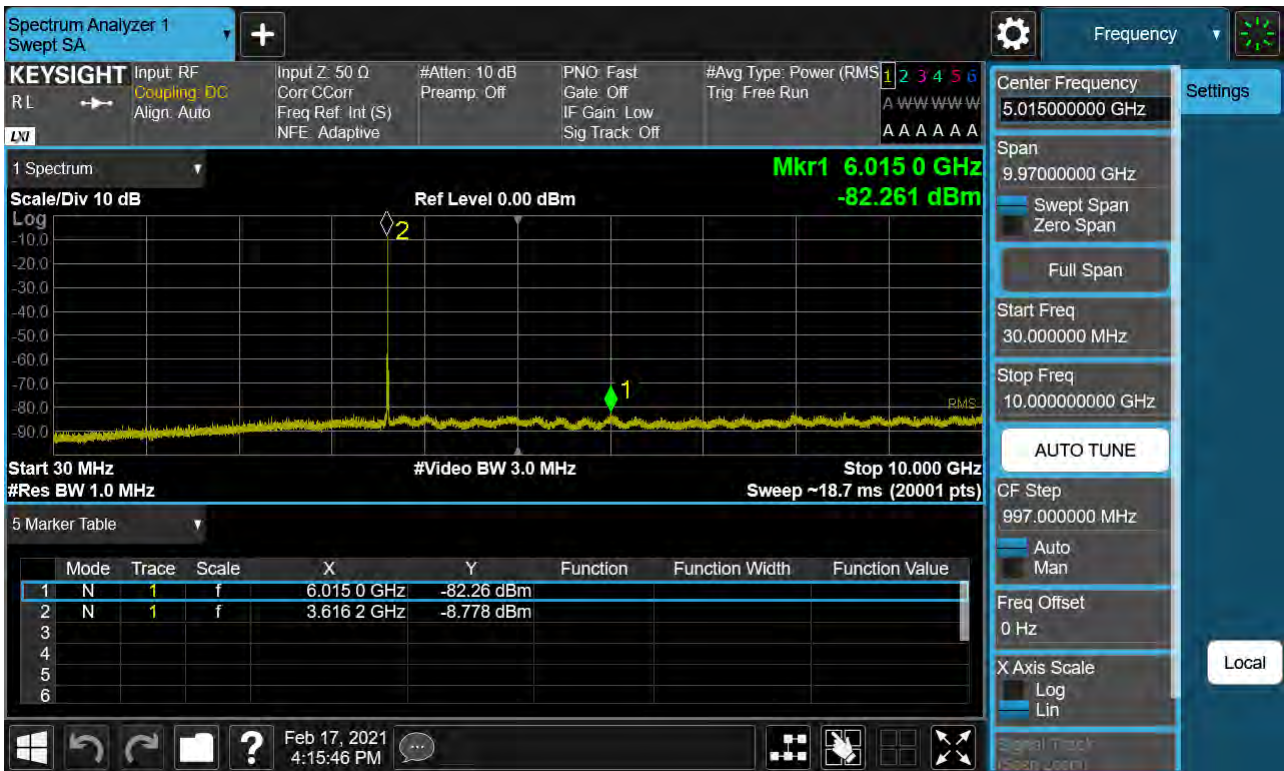 Spectrum Analyzer 1
Swept SA
Frequency
KEYSIGHT
RL
LXI
Input: RF
Coupling: DC
Align: Auto
Input Z: 50 Ω
Corr CCorr
Freq Ref: Int (S)
NFE: Adaptive
#Atten: 10 dB
Preamp: Off
PNO: Fast
Gate: Off
IF Gain: Low
Sig Track: Off
#Avg Type: Power (RMS
Trig: Free Run
1 2 3 4 5 6
A W W W W W
A A A A A A
1 Spectrum
Scale/Div 10 dB
Ref Level 0.00 dBm
Mkr1 6.015 0 GHz
-82.261 dBm
Log
-10.0
-20.0
-30.0
-40.0
-50.0
-60.0
-70.0
-80.0
-90.0
2
1
RMS
Start 30 MHz
#Video BW 3.0 MHz
Stop 10.000 GHz
#Res BW 1.0 MHz
Sweep ~18.7 ms (20001 pts)
5 Marker Table
Mode Trace Scale X Y Function Function Width Function Value
1 N 1 f 6.015 0 GHz -82.26 dBm
2 N 1 f 3.616 2 GHz -8.778 dBm
3
4
5
6
Feb 17, 2021
4:15:46 PM
Center Frequency
5.015000000 GHz
Span
9.97000000 GHz
Swept Span
Zero Span
Full Span
Start Freq
30.000000 MHz
Stop Freq
10.000000000 GHz
AUTO TUNE
CF Step
997.000000 MHz
Auto
Man
Freq Offset
0 Hz
X Axis Scale
Log
Lin
Signal Track
(Span Zoom)
Settings
Local